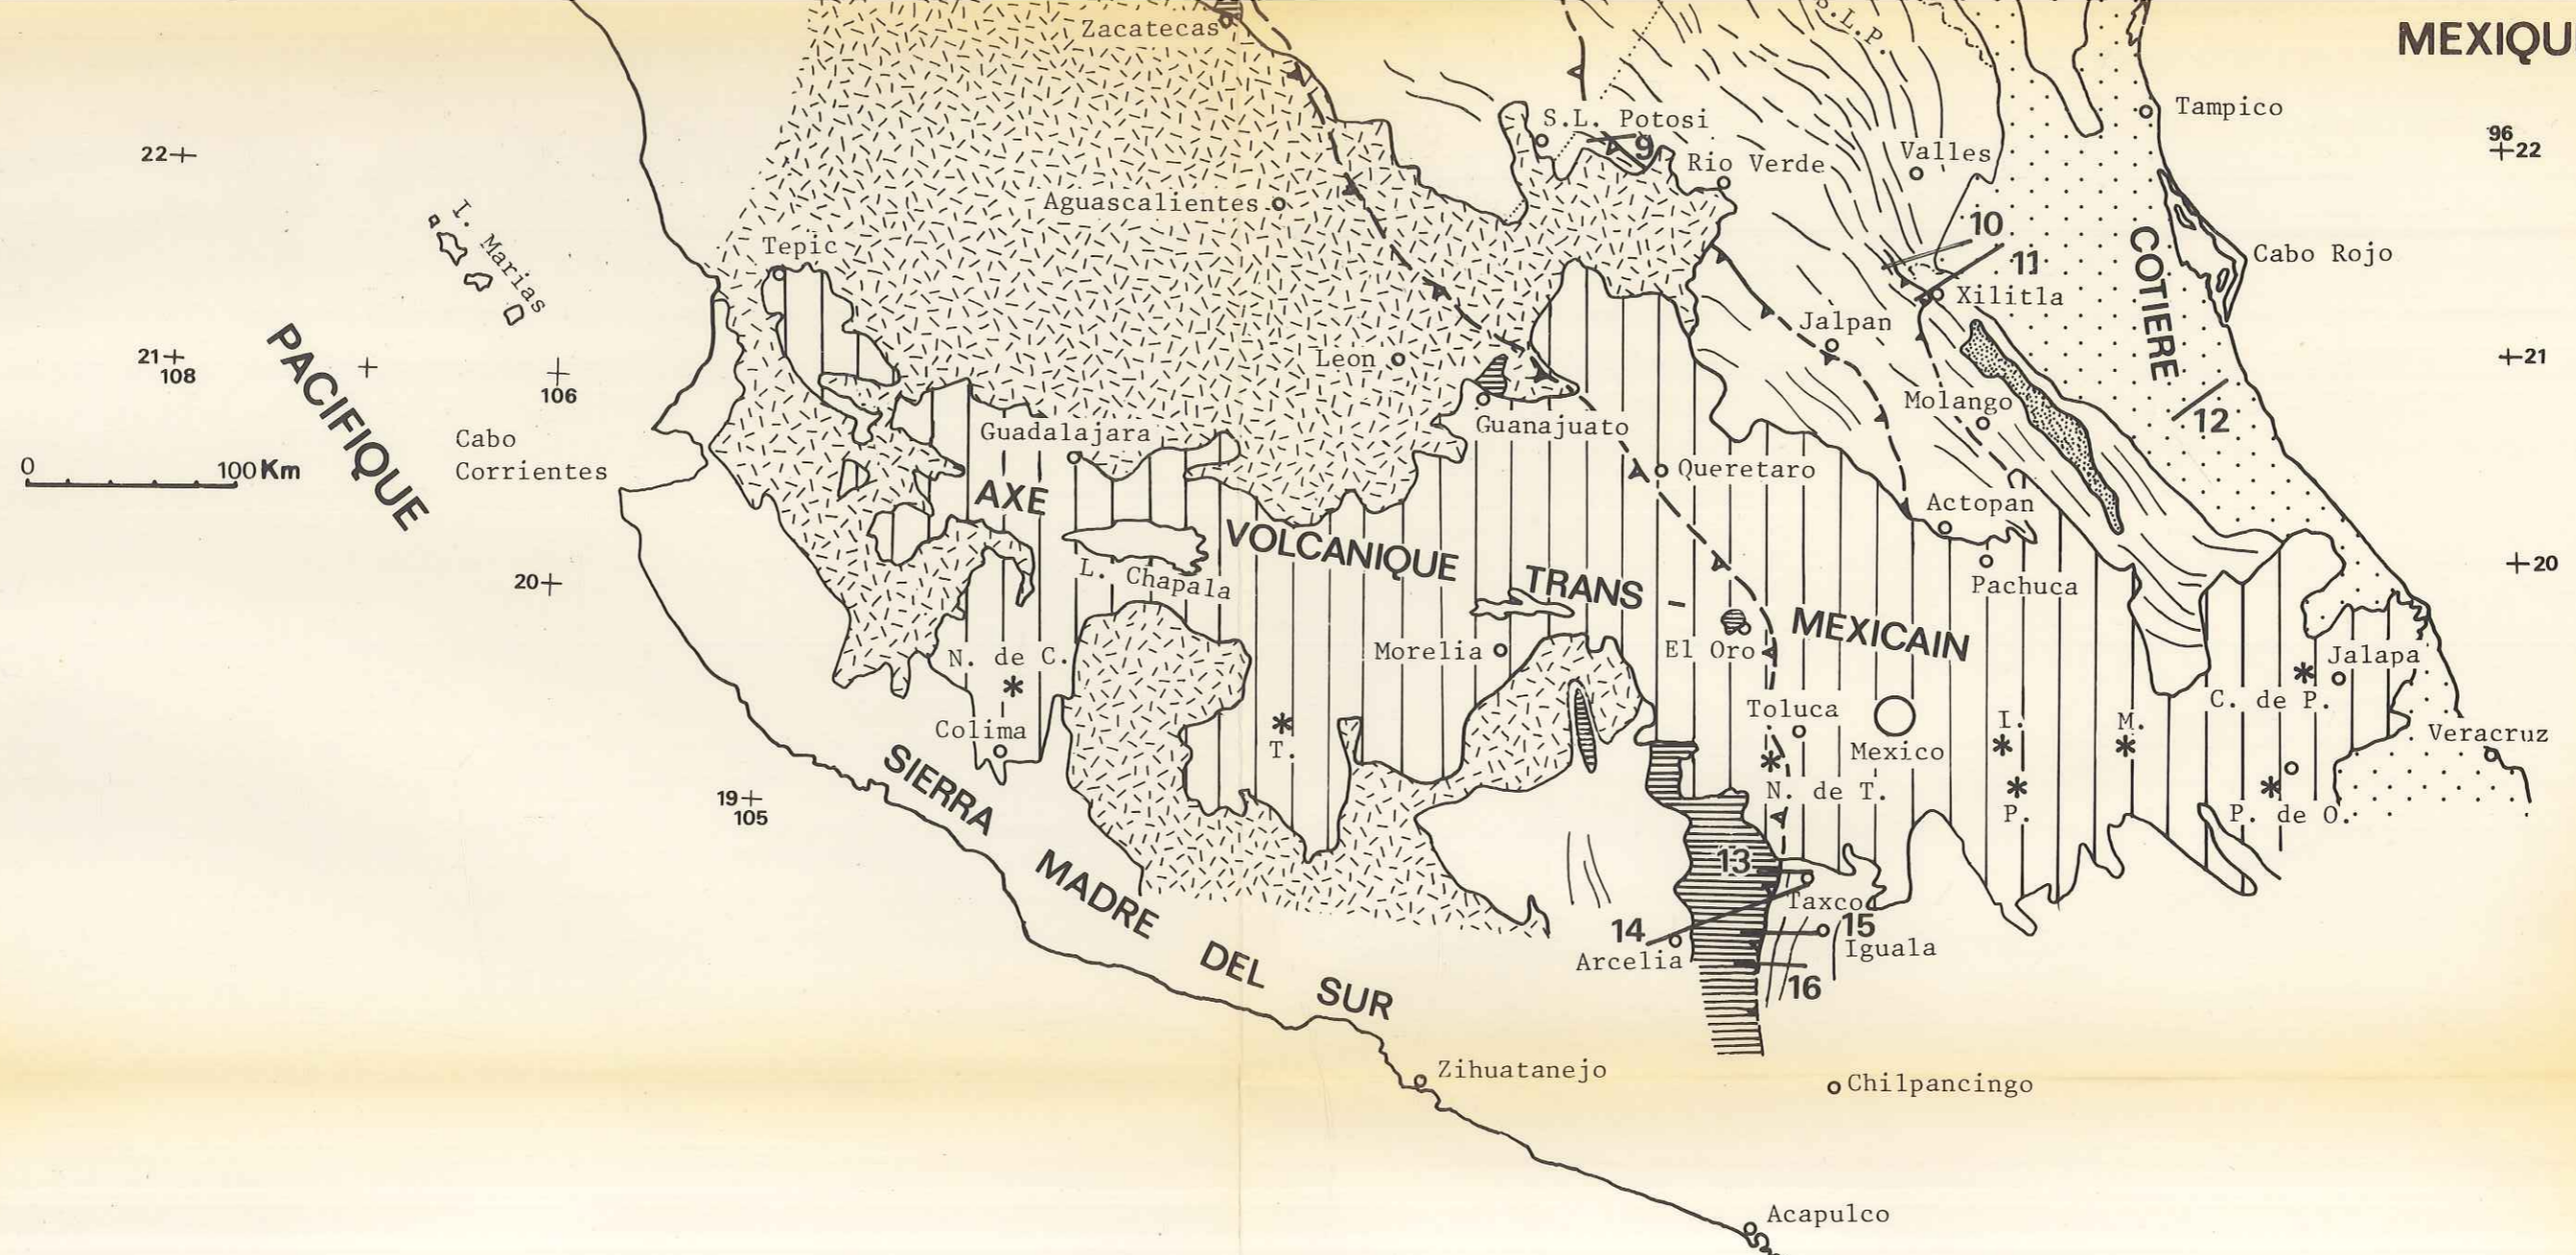 Zacatecas
S.L.P.
MEXIQU
S.L. Potosi
Tampico
22
9
Valles
96
22
Rio Verde
Aguascalientes
I. Marias
Tepic
10
COTIERE
Cabo Rojo
11
Xilitla
PACIFIQUE
21
108
106
Leon
Jalpan
21
Molango
12
Guanajuato
Cabo
Corrientes
Guadalajara
0
100 Km
Queretaro
AXE
VOLCANIQUE
TRANS -
MEXICAIN
Actopan
20
L. Chapala
Pachuca
20
N. de C.
Morelia
El Oro
Jalapa
C. de P.
Colima
T.
Toluca
Mexico
I.
M.
Veracruz
SIERRA
MADRE
DEL
SUR
19
105
N. de T.
P.
P. de O.
13
Taxco
14
Arcelia
15
Iguala
16
Zihuatanejo
Chilpancingo
Acapulco